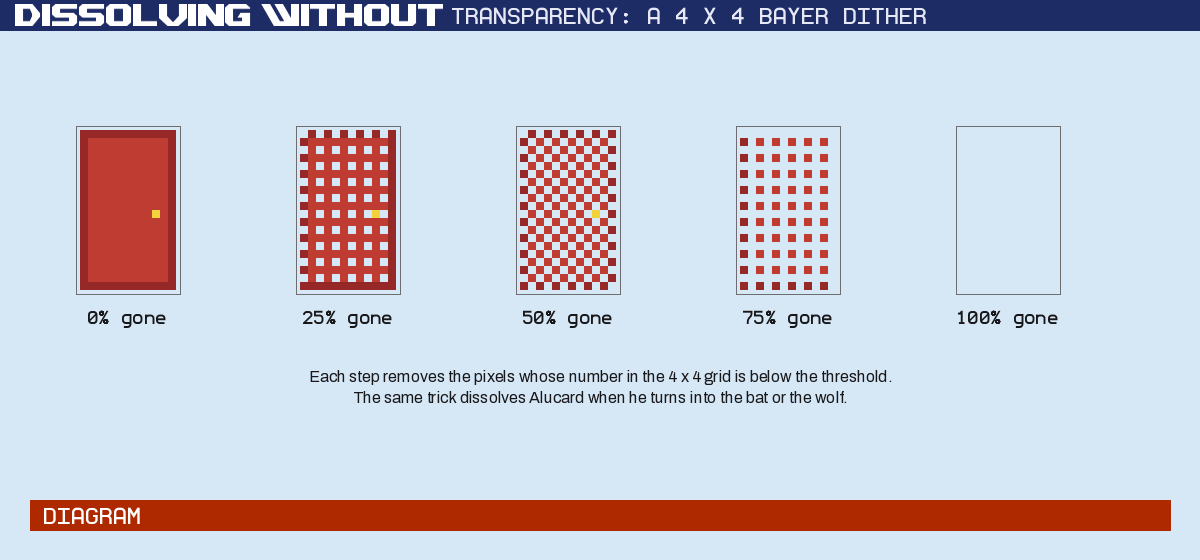 DISSOLVING WITHOUT TRANSPARENCY: A 4 X 4 BAYER DITHER
0% gone
25% gone
50% gone
75% gone
100% gone
Each step removes the pixels whose number in the 4 x 4 grid is below the threshold.
The same trick dissolves Alucard when he turns into the bat or the wolf.
DIAGRAM